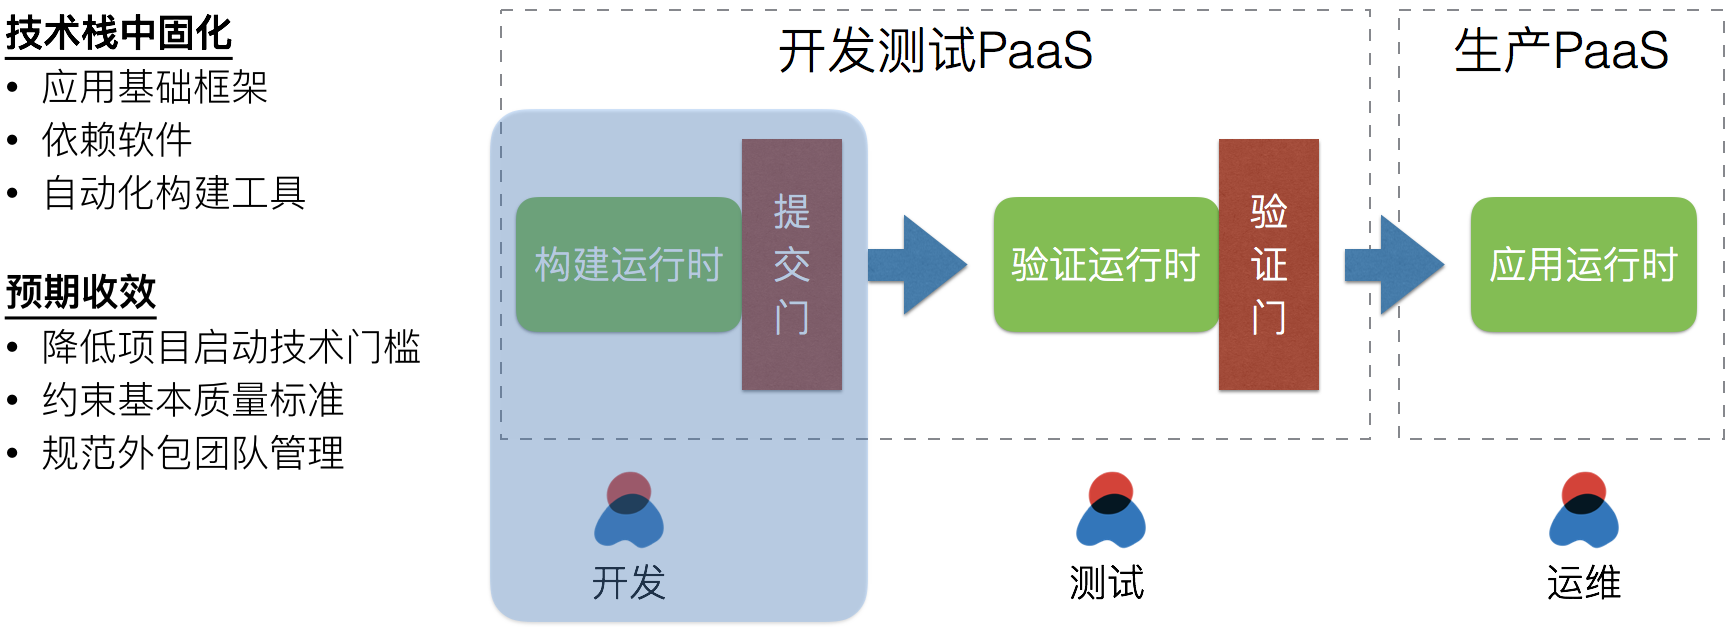 技术栈中固化
• 应用基础框架
• 依赖软件
• 自动化构建工具
预期收效
• 降低项目启动技术门槛
• 约束基本质量标准
• 规范外包团队管理
开发测试PaaS
生产PaaS
构建运行时
提
交
门
验证运行时
验
证
门
应用运行时
开发
测试
运维